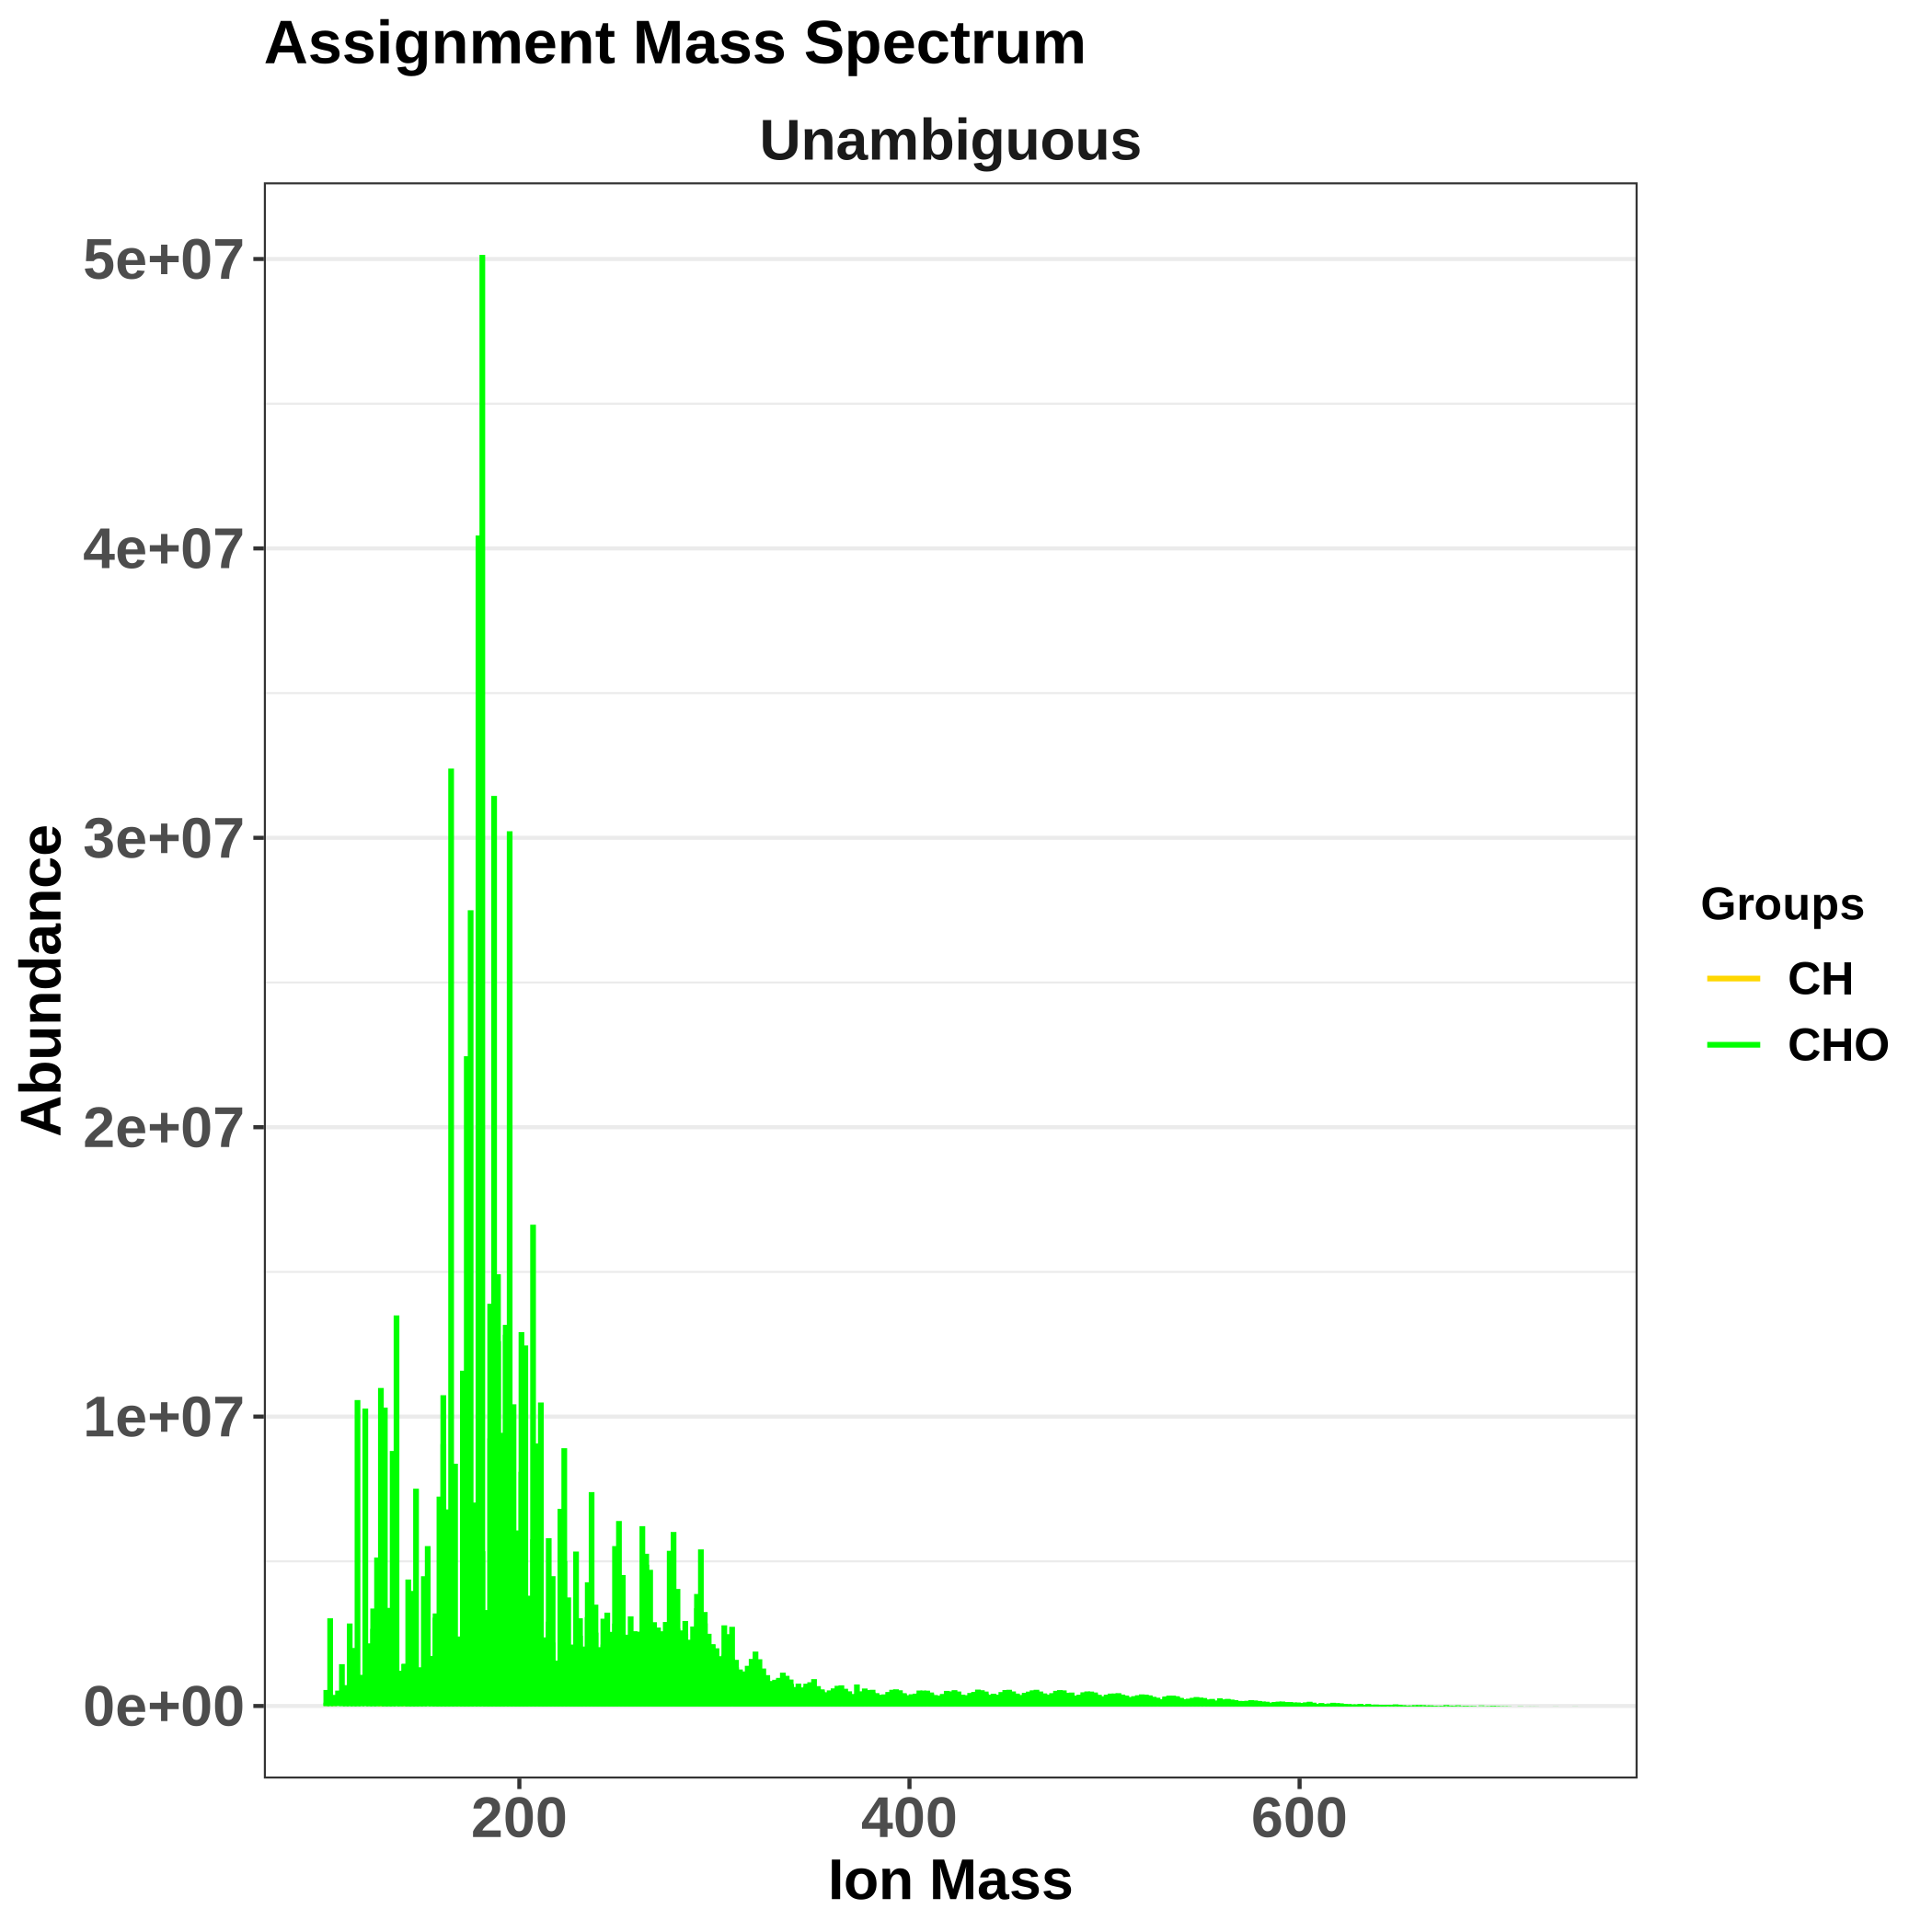 Assignment Mass Spectrum
Unambiguous
5e+07
4e+07
3e+07
2e+07
1e+07
0e+00
Abundance
200 400 600
Ion Mass
Groups
CH
CHO